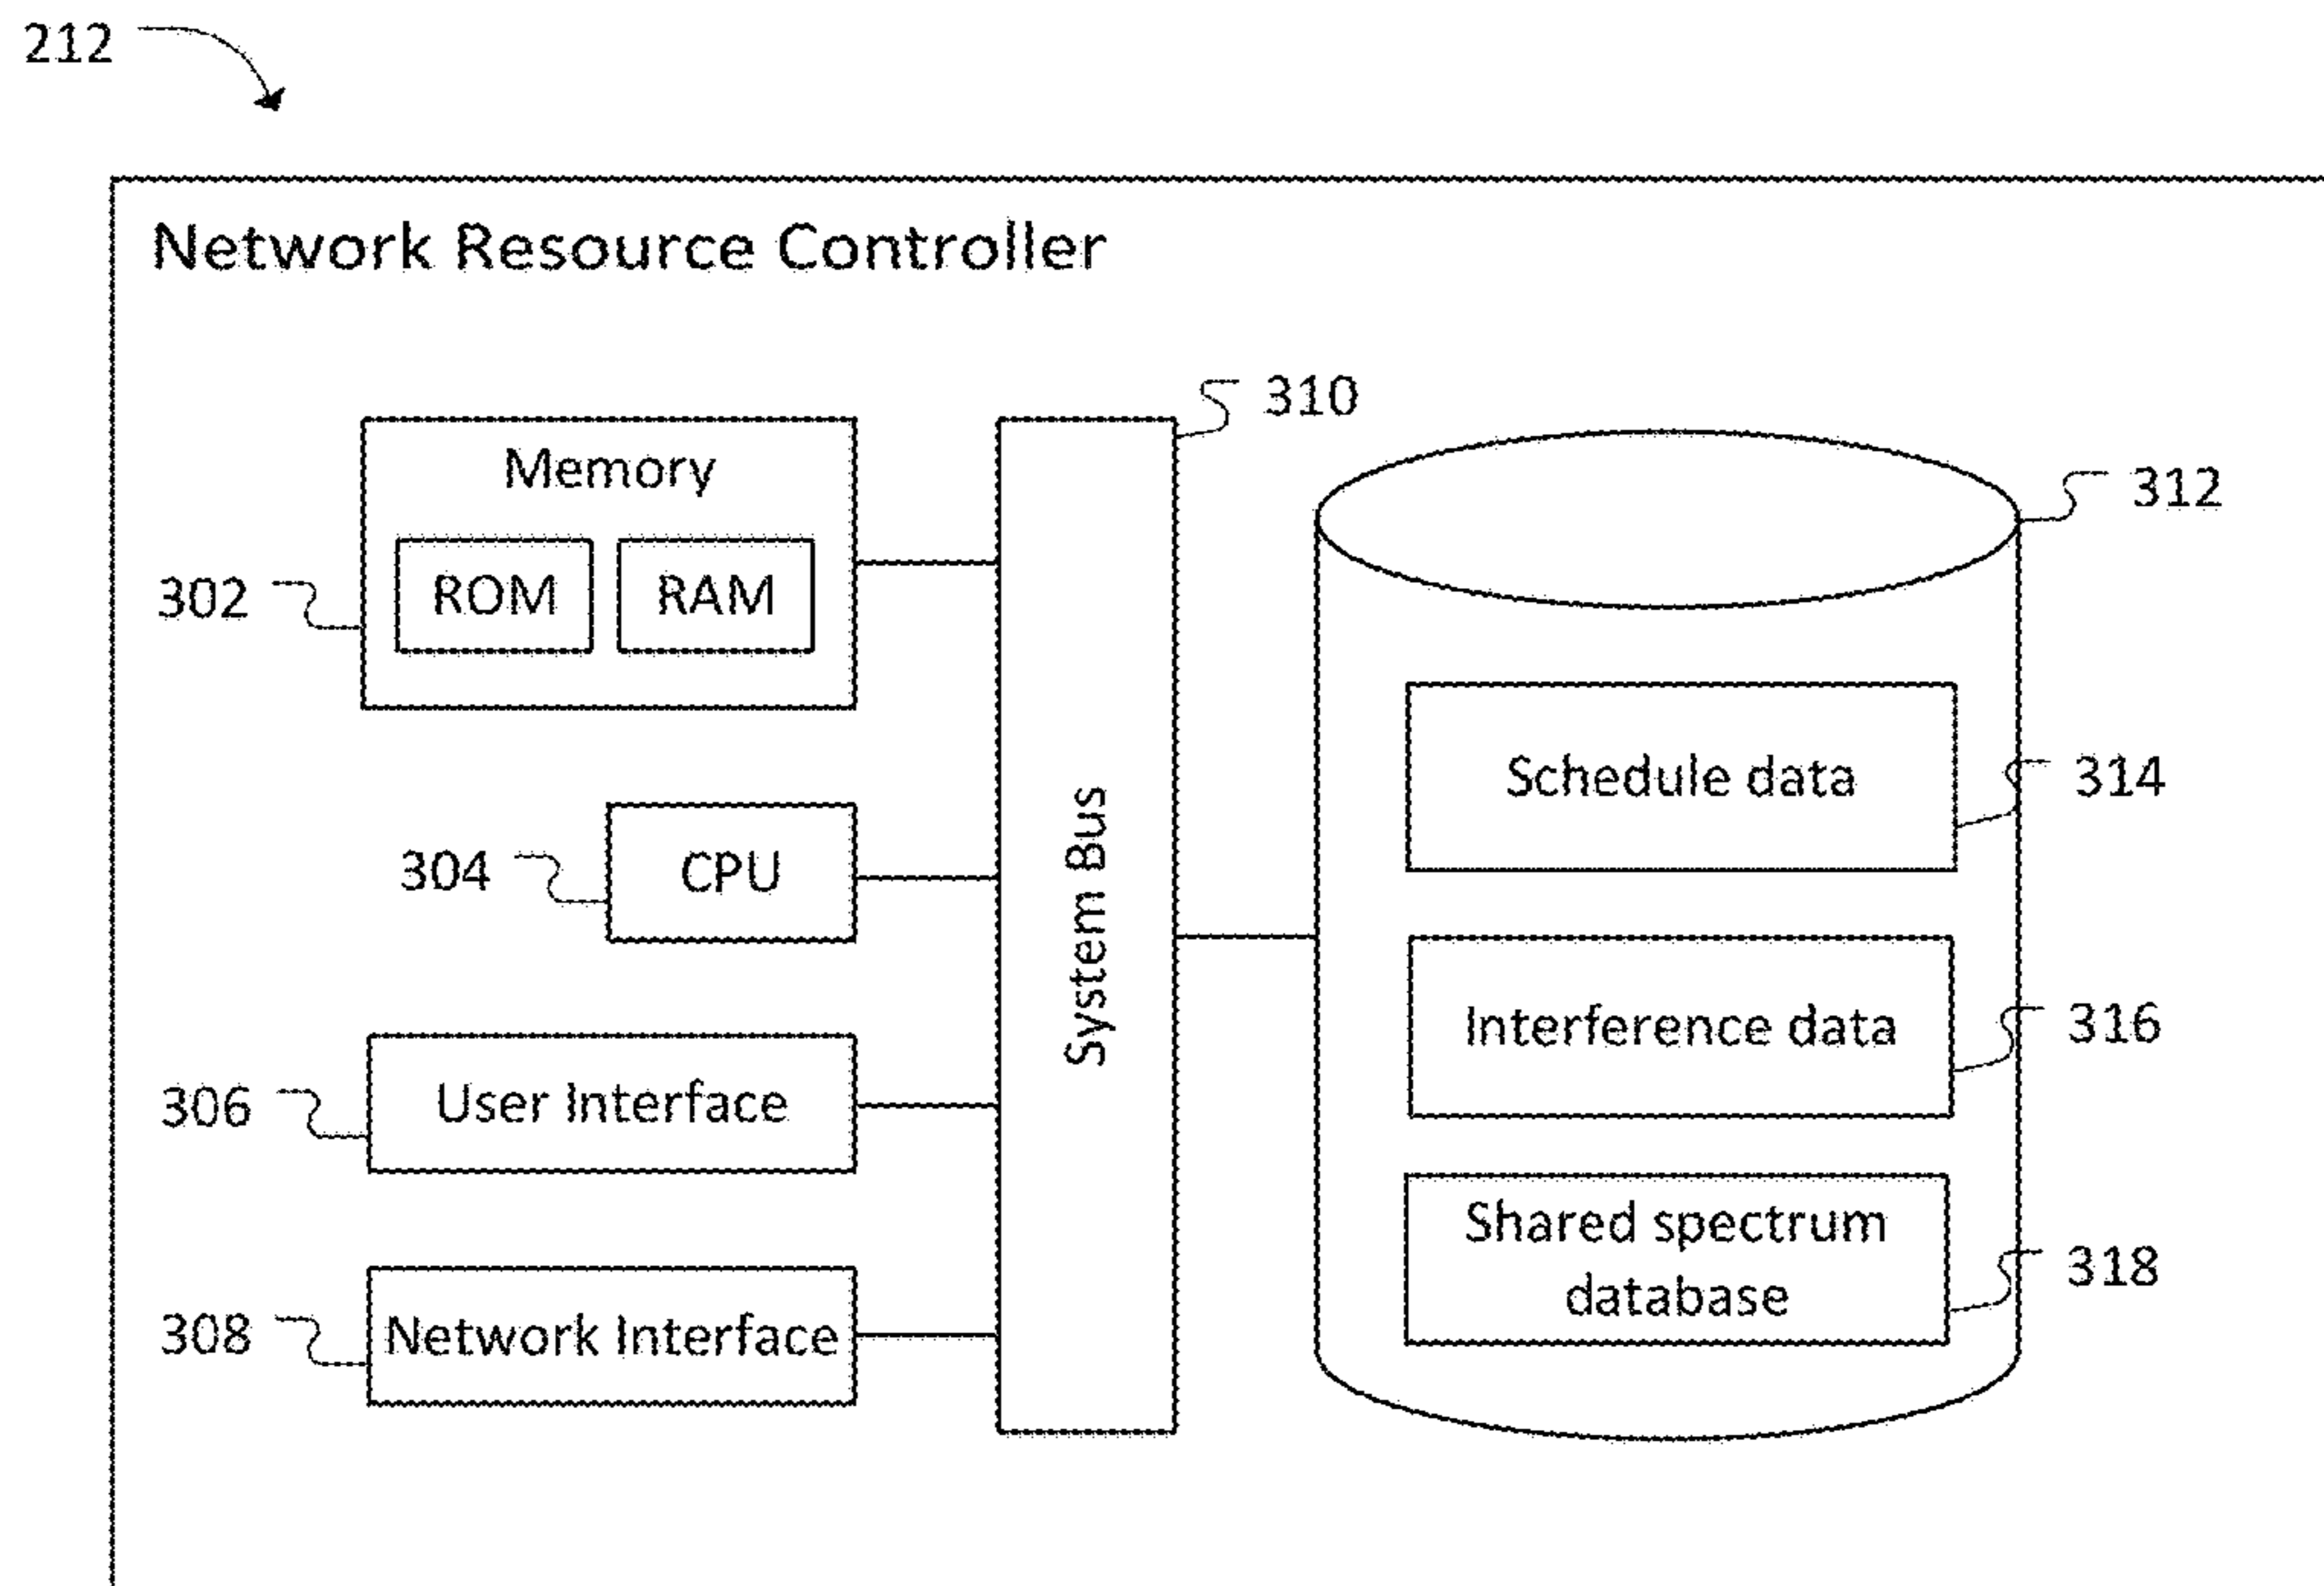 212
Network Resource Controller
310
Memory
312
302
ROM
RAM
Schedule data
314
304
CPU
System Bus
Interference data
316
306
User Interface
Shared spectrum
database
318
308
Network Interface